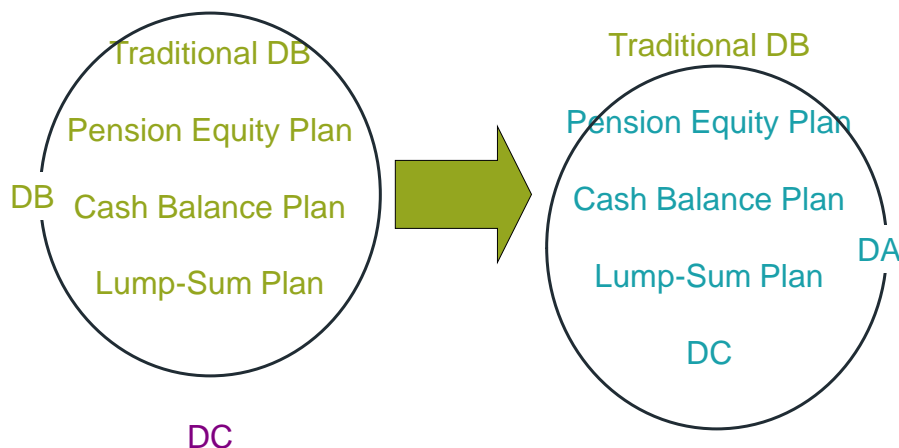 Traditional DB
Pension Equity Plan
DB
Cash Balance Plan
Lump-Sum Plan
DC
Traditional DB
Pension Equity Plan
Cash Balance Plan
DA
Lump-Sum Plan
DC